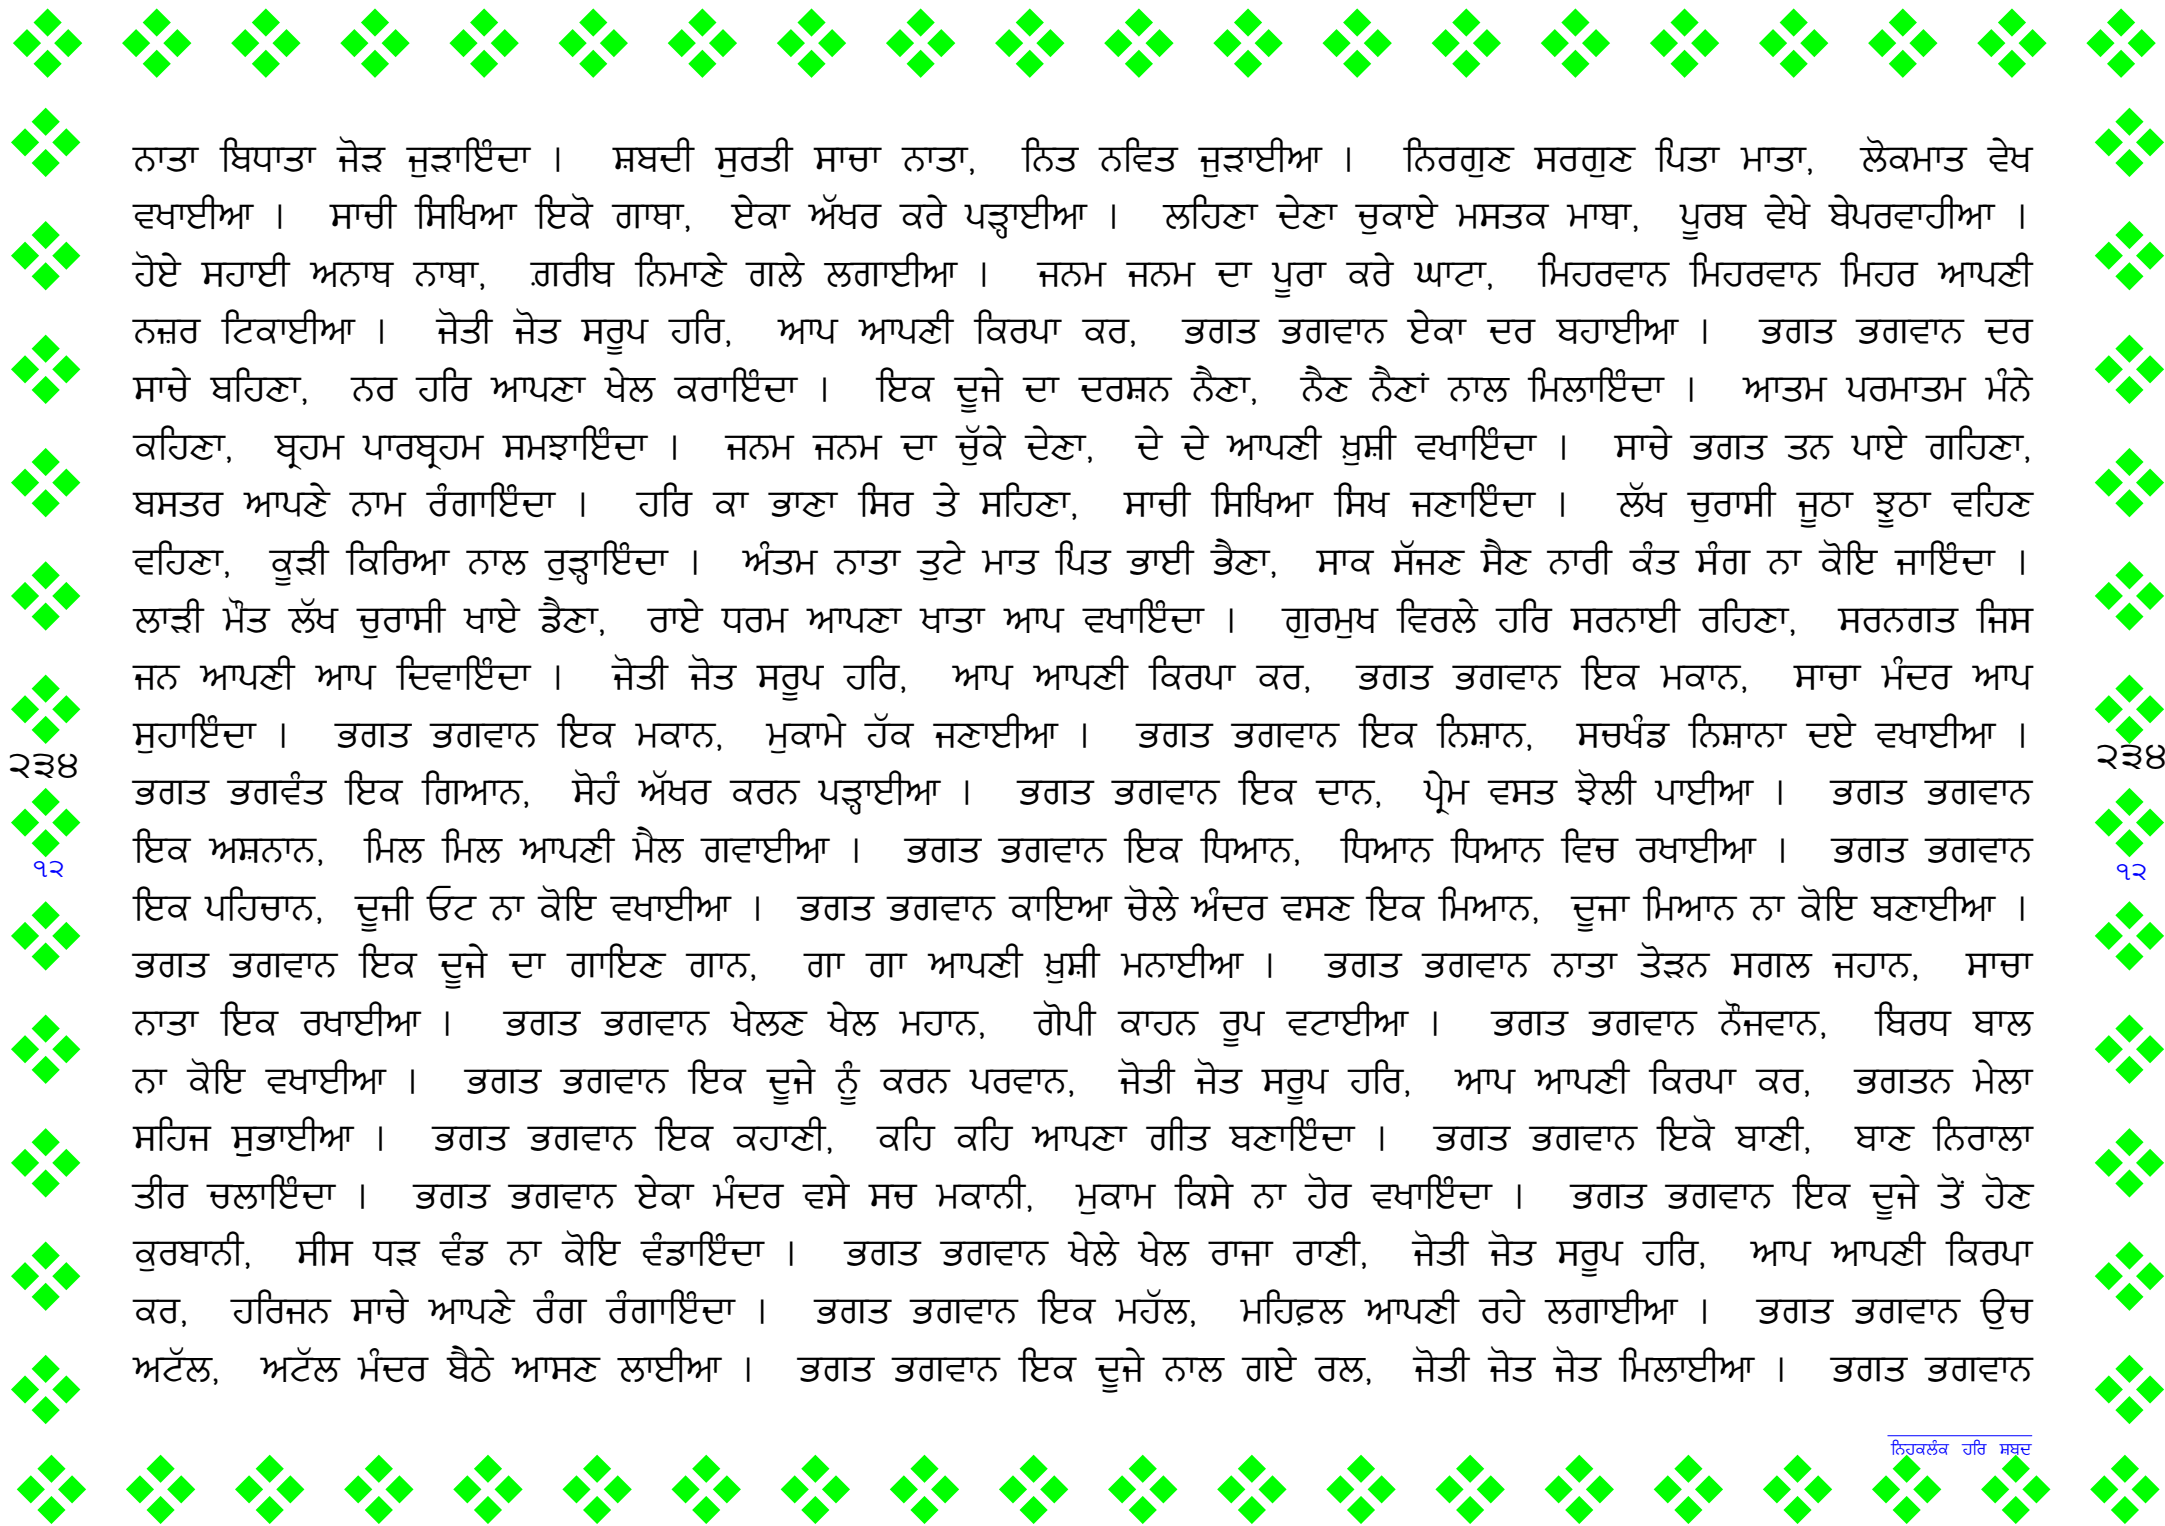 ਨਾਤਾ ਬਿਧਾਤਾ ਜੋੜ ਜੁੜਾਇੰਦਾ । ਸ਼ਬਦੀ ਸੁਰਤੀ ਸਾਚਾ ਨਾਤਾ, ਨਿਤ ਨਵਿਤ ਜੁੜਾਈਆ । ਨਿਰਗੁਣ ਸਰਗੁਣ ਪਿਤਾ ਮਾਤਾ, ਲੋਕਮਾਤ ਵੇਖ
ਵਖਾਈਆ । ਸਾਚੀ ਸਿਖਿਆ ਇਕੋ ਗਾਥਾ, ਏਕਾ ਅੱਖਰ ਕਰੇ ਪੜ੍ਹਾਈਆ । ਲਹਿਣਾ ਦੇਣਾ ਚੁਕਾਏ ਮਸਤਕ ਮਾਥਾ, ਪੂਰਬ ਵੇਖੇ ਬੇਪਰਵਾਹੀਆ ।
ਹੋਏ ਸਹਾਈ ਅਨਾਥ ਨਾਥਾ, ਗ਼ਰੀਬ ਨਿਮਾਣੇ ਗਲੇ ਲਗਾਈਆ । ਜਨਮ ਜਨਮ ਦਾ ਪੂਰਾ ਕਰੇ ਘਾਟਾ, ਮਿਹਰਵਾਨ ਮਿਹਰਵਾਨ ਮਿਹਰ ਆਪਣੀ
ਨਜ਼ਰ ਟਿਕਾਈਆ । ਜੋਤੀ ਜੋਤ ਸਰੂਪ ਹਰਿ, ਆਪ ਆਪਣੀ ਕਿਰਪਾ ਕਰ, ਭਗਤ ਭਗਵਾਨ ਏਕਾ ਦਰ ਬਹਾਈਆ । ਭਗਤ ਭਗਵਾਨ ਦਰ
ਸਾਚੇ ਬਹਿਣਾ, ਨਰ ਹਰਿ ਆਪਣਾ ਖੇਲ ਕਰਾਇੰਦਾ । ਇਕ ਦੂਜੇ ਦਾ ਦਰਸ਼ਨ ਨੈਣਾ, ਨੈਣ ਨੈਣਾਂ ਨਾਲ ਮਿਲਾਇੰਦਾ । ਆਤਮ ਪਰਮਾਤਮ ਮੰਨੇ
ਕਹਿਣਾ, ਬ੍ਰਹਮ ਪਾਰਬ੍ਰਹਮ ਸਮਝਾਇੰਦਾ । ਜਨਮ ਜਨਮ ਦਾ ਚੁੱਕੇ ਦੇਣਾ, ਦੇ ਦੇ ਆਪਣੀ ਖ਼ੁਸ਼ੀ ਵਖਾਇੰਦਾ । ਸਾਚੇ ਭਗਤ ਤਨ ਪਾਏ ਗਹਿਣਾ,
ਬਸਤਰ ਆਪਣੇ ਨਾਮ ਰੰਗਾਇੰਦਾ । ਹਰਿ ਕਾ ਭਾਣਾ ਸਿਰ ਤੇ ਸਹਿਣਾ, ਸਾਚੀ ਸਿਖਿਆ ਸਿਖ ਜਣਾਇੰਦਾ । ਲੱਖ ਚੁਰਾਸੀ ਜੂਠਾ ਝੂਠਾ ਵਹਿਣ
ਵਹਿਣਾ, ਕੂੜੀ ਕਿਰਿਆ ਨਾਲ ਰੁੜ੍ਹਾਇੰਦਾ । ਅੰਤਮ ਨਾਤਾ ਤੁਟੇ ਮਾਤ ਪਿਤ ਭਾਈ ਭੈਣਾ, ਸਾਕ ਸੱਜਣ ਸੈਣ ਨਾਰੀ ਕੰਤ ਸੰਗ ਨਾ ਕੋਇ ਜਾਇੰਦਾ ।
ਲਾੜੀ ਮੌਤ ਲੱਖ ਚੁਰਾਸੀ ਖਾਏ ਡੈਣਾ, ਰਾਏ ਧਰਮ ਆਪਣਾ ਖਾਤਾ ਆਪ ਵਖਾਇੰਦਾ । ਗੁਰਮੁਖ ਵਿਰਲੇ ਹਰਿ ਸਰਨਾਈ ਰਹਿਣਾ, ਸਰਨਗਤ ਜਿਸ
ਜਨ ਆਪਣੀ ਆਪ ਦਿਵਾਇੰਦਾ । ਜੋਤੀ ਜੋਤ ਸਰੂਪ ਹਰਿ, ਆਪ ਆਪਣੀ ਕਿਰਪਾ ਕਰ, ਭਗਤ ਭਗਵਾਨ ਇਕ ਮਕਾਨ, ਸਾਚਾ ਮੰਦਰ ਆਪ
ਸੁਹਾਇੰਦਾ । ਭਗਤ ਭਗਵਾਨ ਇਕ ਮਕਾਨ, ਮੁਕਾਮੇ ਹੱਕ ਜਣਾਈਆ । ਭਗਤ ਭਗਵਾਨ ਇਕ ਨਿਸ਼ਾਨ, ਸਚਖੰਡ ਨਿਸ਼ਾਨਾ ਦਏ ਵਖਾਈਆ ।
੨੩੪ ੨੩੪
ਭਗਤ ਭਗਵੰਤ ਇਕ ਗਿਆਨ, ਸੋਹੰ ਅੱਖਰ ਕਰਨ ਪੜ੍ਹਾਈਆ । ਭਗਤ ਭਗਵਾਨ ਇਕ ਦਾਨ, ਪ੍ਰੇਮ ਵਸਤ ਝੋਲੀ ਪਾਈਆ । ਭਗਤ ਭਗਵਾਨ
ਇਕ ਅਸ਼ਨਾਨ, ਮਿਲ ਮਿਲ ਆਪਣੀ ਮੈਲ ਗਵਾਈਆ । ਭਗਤ ਭਗਵਾਨ ਇਕ ਧਿਆਨ, ਧਿਆਨ ਧਿਆਨ ਵਿਚ ਰਖਾਈਆ । ਭਗਤ ਭਗਵਾਨ
੧੨ ੧੨
ਇਕ ਪਹਿਚਾਨ, ਦੂਜੀ ਓਟ ਨਾ ਕੋਇ ਵਖਾਈਆ । ਭਗਤ ਭਗਵਾਨ ਕਾਇਆ ਚੋਲੇ ਅੰਦਰ ਵਸਣ ਇਕ ਮਿਆਨ, ਦੂਜਾ ਮਿਆਨ ਨਾ ਕੋਇ ਬਣਾਈਆ ।
ਭਗਤ ਭਗਵਾਨ ਇਕ ਦੂਜੇ ਦਾ ਗਾਇਣ ਗਾਨ, ਗਾ ਗਾ ਆਪਣੀ ਖ਼ੁਸ਼ੀ ਮਨਾਈਆ । ਭਗਤ ਭਗਵਾਨ ਨਾਤਾ ਤੋੜਨ ਸਗਲ ਜਹਾਨ, ਸਾਚਾ
ਨਾਤਾ ਇਕ ਰਖਾਈਆ । ਭਗਤ ਭਗਵਾਨ ਖੇਲਣ ਖੇਲ ਮਹਾਨ, ਗੋਪੀ ਕਾਹਨ ਰੂਪ ਵਟਾਈਆ । ਭਗਤ ਭਗਵਾਨ ਨੌਜਵਾਨ, ਬਿਰਧ ਬਾਲ
ਨਾ ਕੋਇ ਵਖਾਈਆ । ਭਗਤ ਭਗਵਾਨ ਇਕ ਦੂਜੇ ਨੂੰ ਕਰਨ ਪਰਵਾਨ, ਜੋਤੀ ਜੋਤ ਸਰੂਪ ਹਰਿ, ਆਪ ਆਪਣੀ ਕਿਰਪਾ ਕਰ, ਭਗਤਨ ਮੇਲਾ
ਸਹਿਜ ਸੁਭਾਈਆ । ਭਗਤ ਭਗਵਾਨ ਇਕ ਕਹਾਣੀ, ਕਹਿ ਕਹਿ ਆਪਣਾ ਗੀਤ ਬਣਾਇੰਦਾ । ਭਗਤ ਭਗਵਾਨ ਇਕੋ ਬਾਣੀ, ਬਾਣ ਨਿਰਾਲਾ
ਤੀਰ ਚਲਾਇੰਦਾ । ਭਗਤ ਭਗਵਾਨ ਏਕਾ ਮੰਦਰ ਵਸੇ ਸਚ ਮਕਾਨੀ, ਮੁਕਾਮ ਕਿਸੇ ਨਾ ਹੋਰ ਵਖਾਇੰਦਾ । ਭਗਤ ਭਗਵਾਨ ਇਕ ਦੂਜੇ ਤੋਂ ਹੋਣ
ਕੁਰਬਾਨੀ, ਸੀਸ ਧੜ ਵੰਡ ਨਾ ਕੋਇ ਵੰਡਾਇੰਦਾ । ਭਗਤ ਭਗਵਾਨ ਖੇਲੇ ਖੇਲ ਰਾਜਾ ਰਾਣੀ, ਜੋਤੀ ਜੋਤ ਸਰੂਪ ਹਰਿ, ਆਪ ਆਪਣੀ ਕਿਰਪਾ
ਕਰ, ਹਰਿਜਨ ਸਾਚੇ ਆਪਣੇ ਰੰਗ ਰੰਗਾਇੰਦਾ । ਭਗਤ ਭਗਵਾਨ ਇਕ ਮਹੱਲ, ਮਹਿਫ਼ਲ ਆਪਣੀ ਰਹੇ ਲਗਾਈਆ । ਭਗਤ ਭਗਵਾਨ ਉਚ
ਅਟੱਲ, ਅਟੱਲ ਮੰਦਰ ਬੈਠੇ ਆਸਣ ਲਾਈਆ । ਭਗਤ ਭਗਵਾਨ ਇਕ ਦੂਜੇ ਨਾਲ ਗਏ ਰਲ, ਜੋਤੀ ਜੋਤ ਜੋਤ ਮਿਲਾਈਆ । ਭਗਤ ਭਗਵਾਨ
ਨਿਹਕਲੰਕ ਹਰਿ ਸ਼ਬਦ